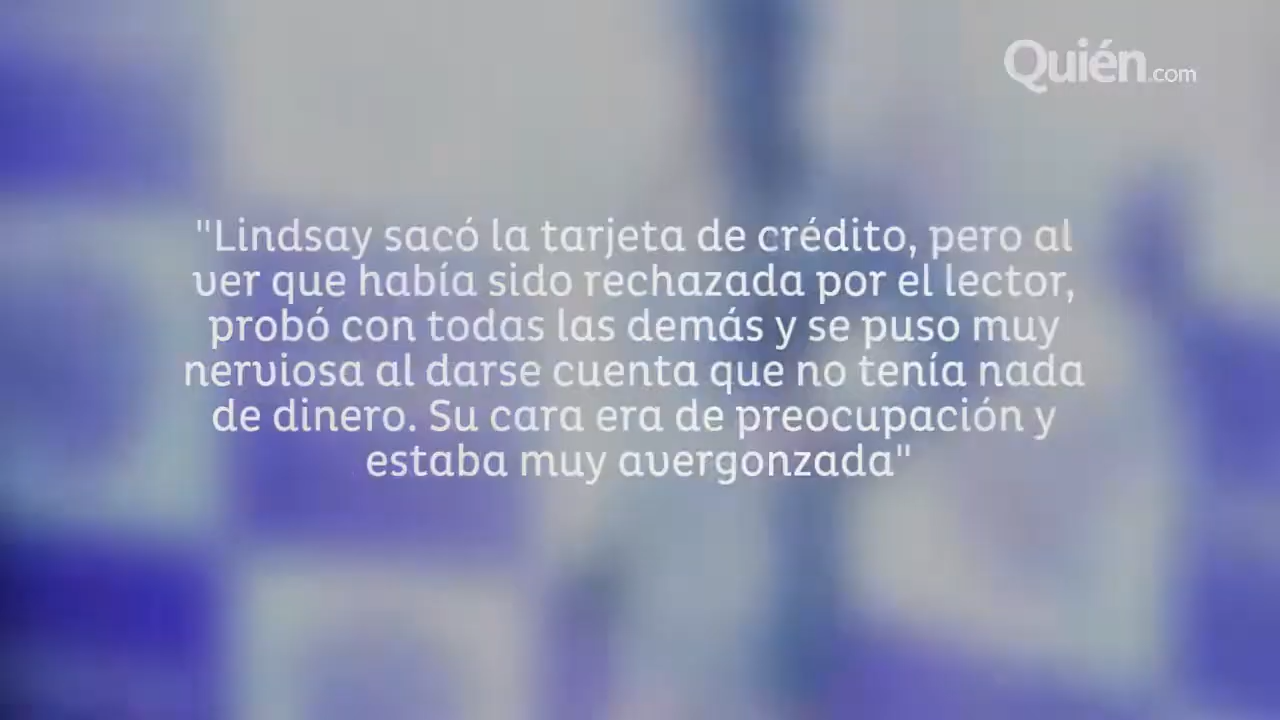 Quién.com
"Lindsay sacó la tarjeta de crédito, pero al
ver que había sido rechazada por el lector,
probó con todas las demás y se puso muy
nerviosa al darse cuenta que no tenía nada
de dinero. Su cara era de preocupación y
estaba muy avergonzada"